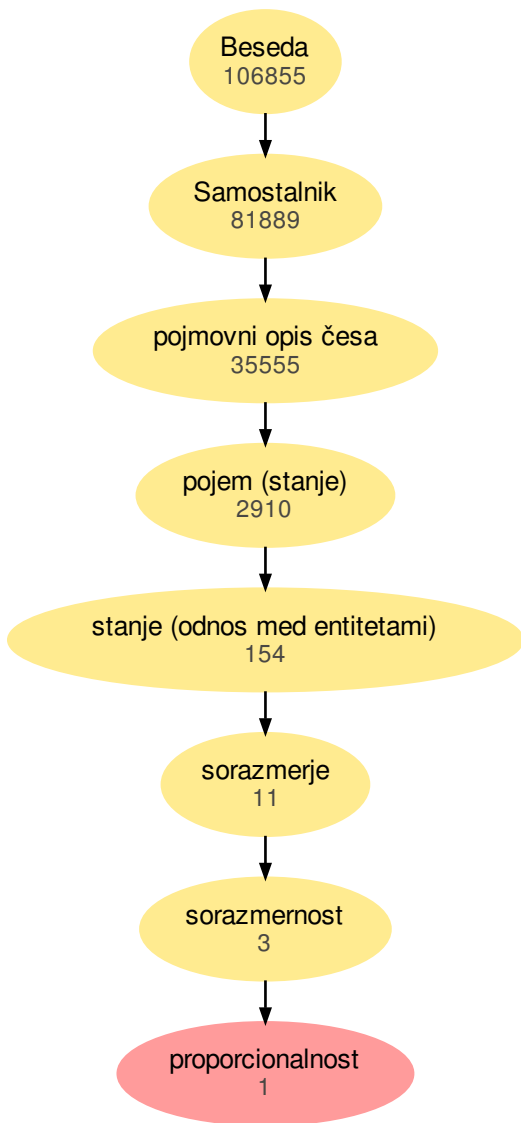 Beseda
106855
Samostalnik
81889
pojmovni opis česa
35555
pojem (stanje)
2910
stanje (odnos med entitetami)
154
sorazmerje
11
sorazmernost
3
proporcionalnost
1